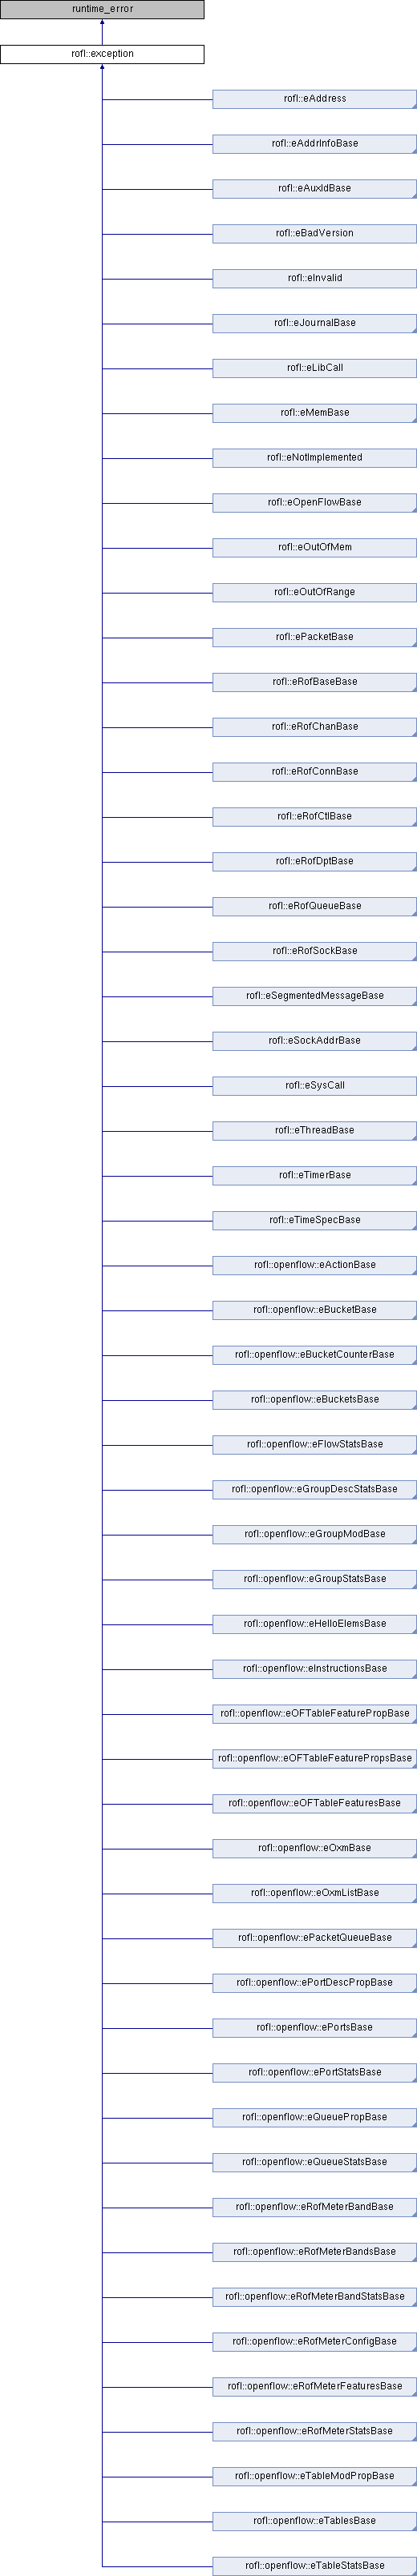 runtime_error
rofl::exception
rofl::eAddress
rofl::eAddrInfoBase
rofl::eAuxIdBase
rofl::eBadVersion
rofl::eInvalid
rofl::eJournalBase
rofl::eLibCall
rofl::eMemBase
rofl::eNotImplemented
rofl::eOpenFlowBase
rofl::eOutOfMem
rofl::eOutOfRange
rofl::ePacketBase
rofl::eRofBaseBase
rofl::eRofChanBase
rofl::eRofConnBase
rofl::eRofCtlBase
rofl::eRofDptBase
rofl::eRofQueueBase
rofl::eRofSockBase
rofl::eSegmentedMessageBase
rofl::eSockAddrBase
rofl::eSysCall
rofl::eThreadBase
rofl::eTimerBase
rofl::eTimeSpecBase
rofl::openflow::eActionBase
rofl::openflow::eBucketBase
rofl::openflow::eBucketCounterBase
rofl::openflow::eBucketsBase
rofl::openflow::eFlowStatsBase
rofl::openflow::eGroupDescStatsBase
rofl::openflow::eGroupModBase
rofl::openflow::eGroupStatsBase
rofl::openflow::eHelloElemsBase
rofl::openflow::eInstructionsBase
rofl::openflow::eOFTableFeaturePropBase
rofl::openflow::eOFTableFeaturePropsBase
rofl::openflow::eOFTableFeaturesBase
rofl::openflow::eOxmBase
rofl::openflow::eOxmListBase
rofl::openflow::ePacketQueueBase
rofl::openflow::ePortDescPropBase
rofl::openflow::ePortsBase
rofl::openflow::ePortStatsBase
rofl::openflow::eQueuePropBase
rofl::openflow::eQueueStatsBase
rofl::openflow::eRofMeterBandBase
rofl::openflow::eRofMeterBandsBase
rofl::openflow::eRofMeterBandStatsBase
rofl::openflow::eRofMeterConfigBase
rofl::openflow::eRofMeterFeaturesBase
rofl::openflow::eRofMeterStatsBase
rofl::openflow::eTableModPropBase
rofl::openflow::eTablesBase
rofl::openflow::eTableStatsBase